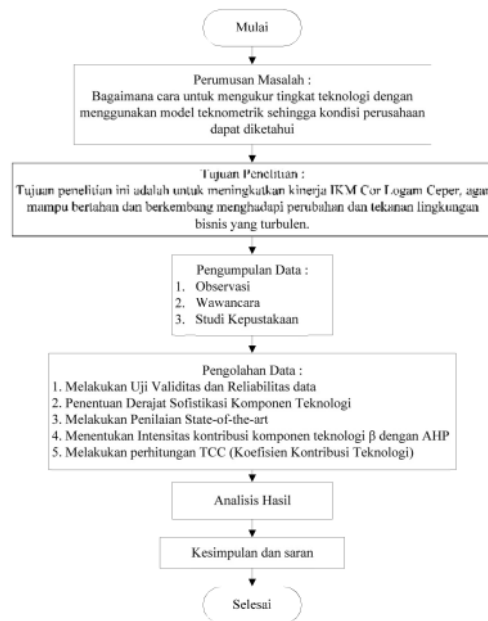 Mulai
Perumusan Masalah :
Bagaimana cara untuk mengukur tingkat teknologi dengan
menggunakan model teknometrik sehingga kondisi perusahaan
dapat diketahui
Tujuan Penelitian :
Tujuan penelitian ini adalah untuk meningkatkan kinerja IKM Cor Logam Ceper, agar
mampu bertahan dan berkembang menghadapi perubahan dan tekanan lingkungan
bisnis yang turbulen.
Pengumpulan Data :
1. Observasi
2. Wawancara
3. Studi Kepustakaan
Pengolahan Data :
1. Melakukan Uji Validitas dan Reliabilitas data
2. Penentuan Derajat Sofistikasi Komponen Teknologi
3. Melakukan Penilaian State-of-the-art
4. Menentukan Intensitas kontribusi komponen teknologi β dengan AHP
5. Melakukan perhitungan TCC (Koefisien Kontribusi Teknologi)
Analisis Hasil
Kesimpulan dan saran
Selesai